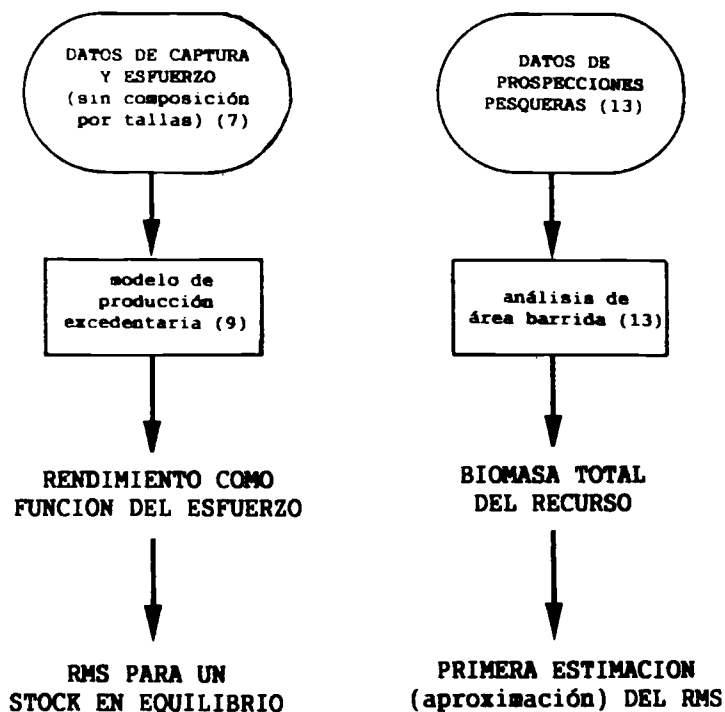 DATOS DE CAPTURA
Y ESFUERZO
(sin composición
por tallas) (7)
modelo de
producción
excedentaria (9)
RENDIMIENTO COMO
FUNCION DEL ESFUERZO
RMS PARA UN
STOCK EN EQUILIBRIO
DATOS DE
PROSPECCIONES
PESQUERAS (13)
análisis de
área barrida (13)
BIOMASA TOTAL
DEL RECURSO
PRIMERA ESTIMACION
(aproximación) DEL RMS